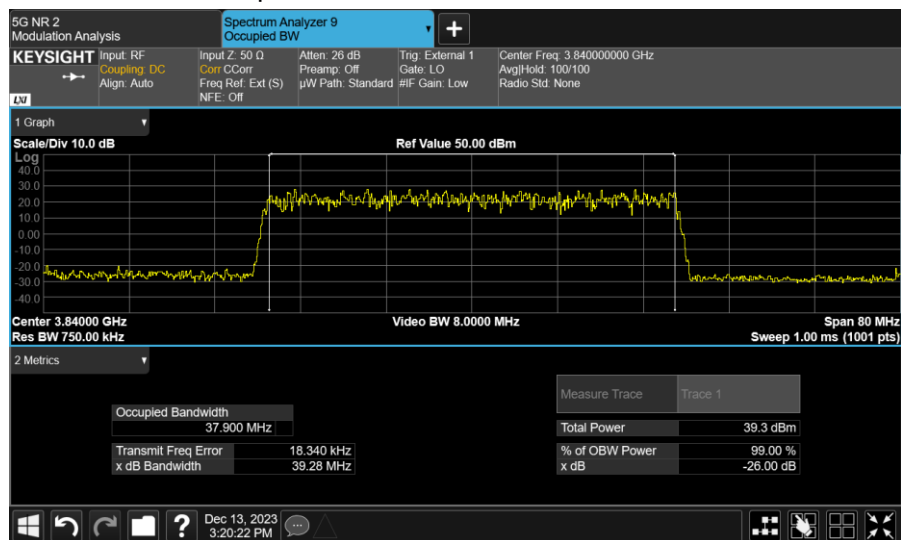 5G NR 2
Modulation Analysis
Spectrum Analyzer 9
Occupied BW
KEYSIGHT
LXI
Input: RF
Coupling: DC
Align: Auto
Input Z: 50 Ω
Corr CCorr
Freq Ref: Ext (S)
NFE: Off
Atten: 26 dB
Preamp: Off
µW Path: Standard
Trig: External 1
Gate: LO
#IF Gain: Low
Center Freq: 3.840000000 GHz
Avg|Hold: 100/100
Radio Std: None
1 Graph
Scale/Div 10.0 dB
Ref Value 50.00 dBm
Log
40.0
30.0
20.0
10.0
0.00
-10.0
-20.0
-30.0
-40.0
Center 3.84000 GHz
Video BW 8.0000 MHz
Span 80 MHz
Res BW 750.00 kHz
Sweep 1.00 ms (1001 pts)
2 Metrics
Measure Trace
Trace 1
Occupied Bandwidth
37.900 MHz
Total Power
39.3 dBm
Transmit Freq Error
18.340 kHz
% of OBW Power
99.00 %
x dB Bandwidth
39.28 MHz
x dB
-26.00 dB
?
Dec 13, 2023
3:20:22 PM